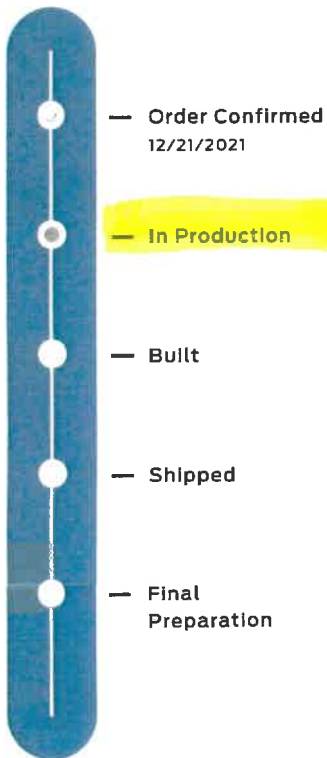 Order Confirmed
12/21/2021
In Production
Built
Shipped
Final
Preparation